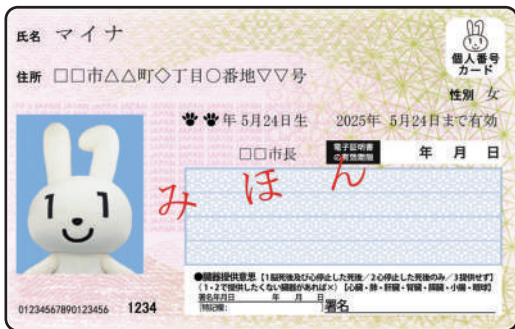 氏名 マイナ
個人番号
カード
住所 □□市△△町◇丁目○番地▽▽号
性別 女
年 5月24日生 2025年 5月24日まで有効
□□市長 電子証明書の有効期限 年 月 日
みほん
1 1
●臓器提供意思【1脳死後及び心停止した死後/2心停止した死後のみ/3提供せず】
(1・2で提供したくない臓器があれば×)【心臓・肺・肝臓・腎臓・膵臓・小腸・眼球】
署名年月日 年 月 日
[特記欄: ] 署名
01234567890123456 1234